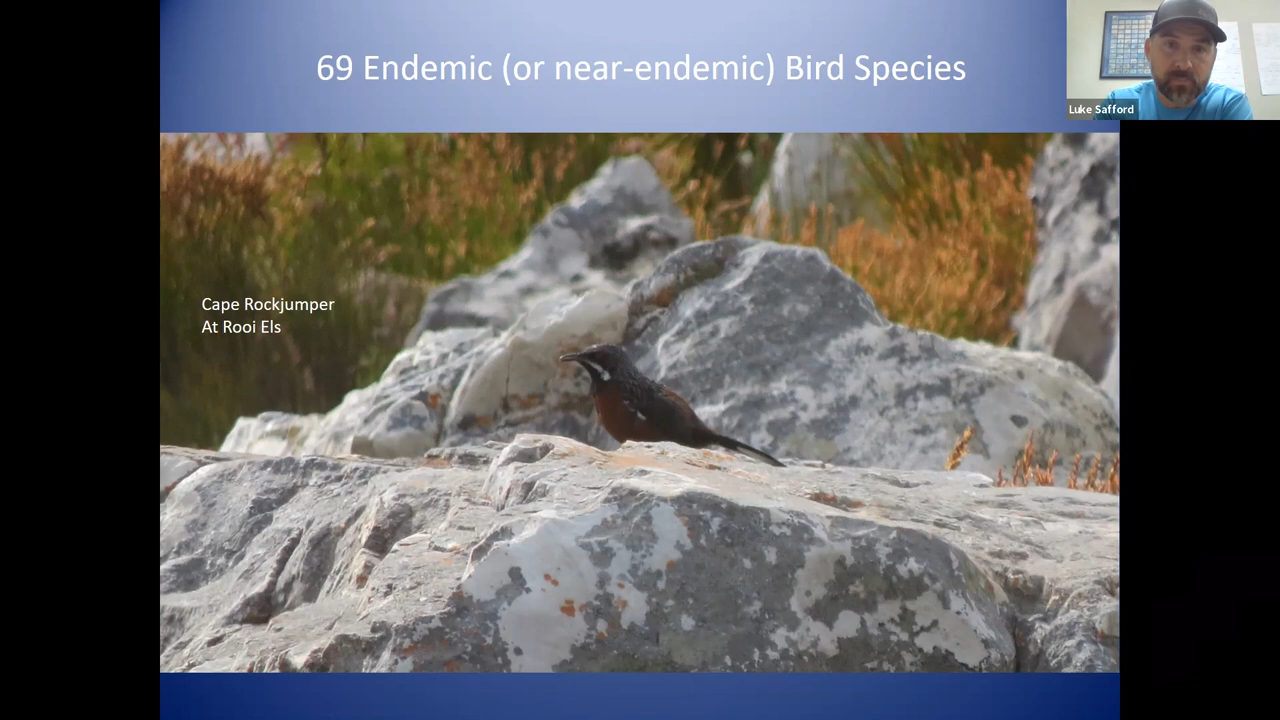 69 Endemic (or near-endemic) Bird Species
Luke Safford
Cape Rockjumper
At Rooi Els